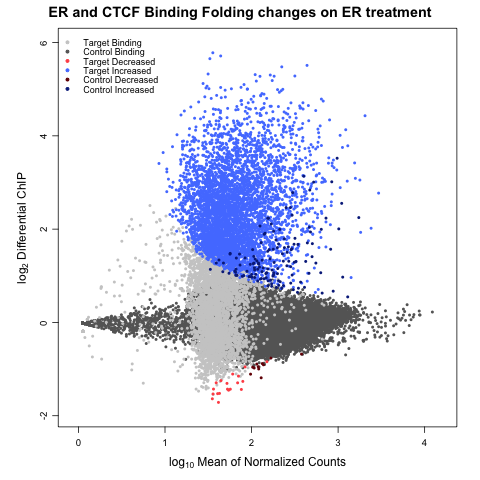 ER and CTCF Binding Folding changes on ER treatment
Target Binding
Control Binding
Target Decreased
Target Increased
Control Decreased
Control Increased
6
4
2
0
-2
log2 Differential ChIP
0 1 2 3 4
log10 Mean of Normalized Counts